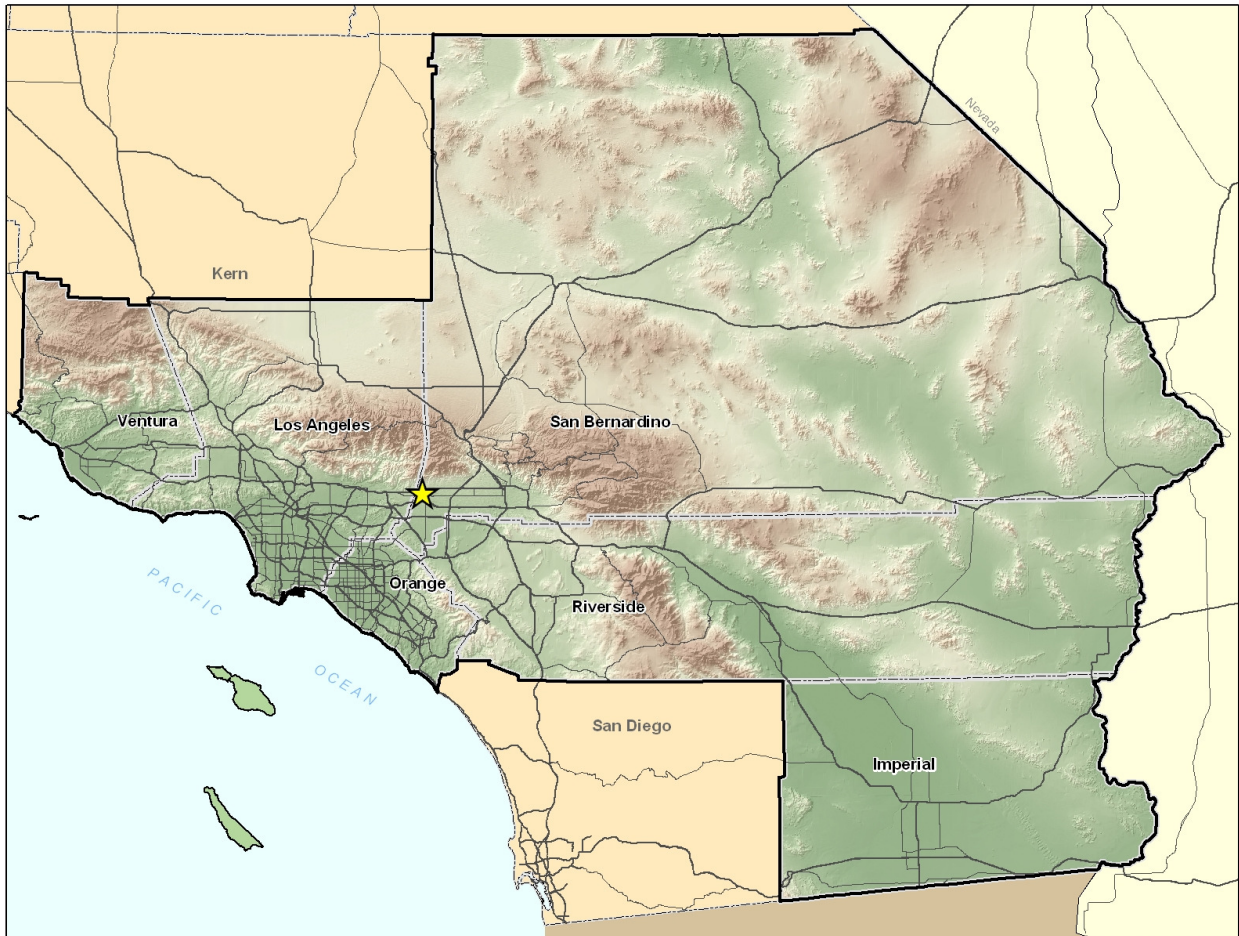 Nevada
Kern
Ventura
Los Angeles
San Bernardino
PACIFIC
OCEAN
Orange
Riverside
San Diego
Imperial